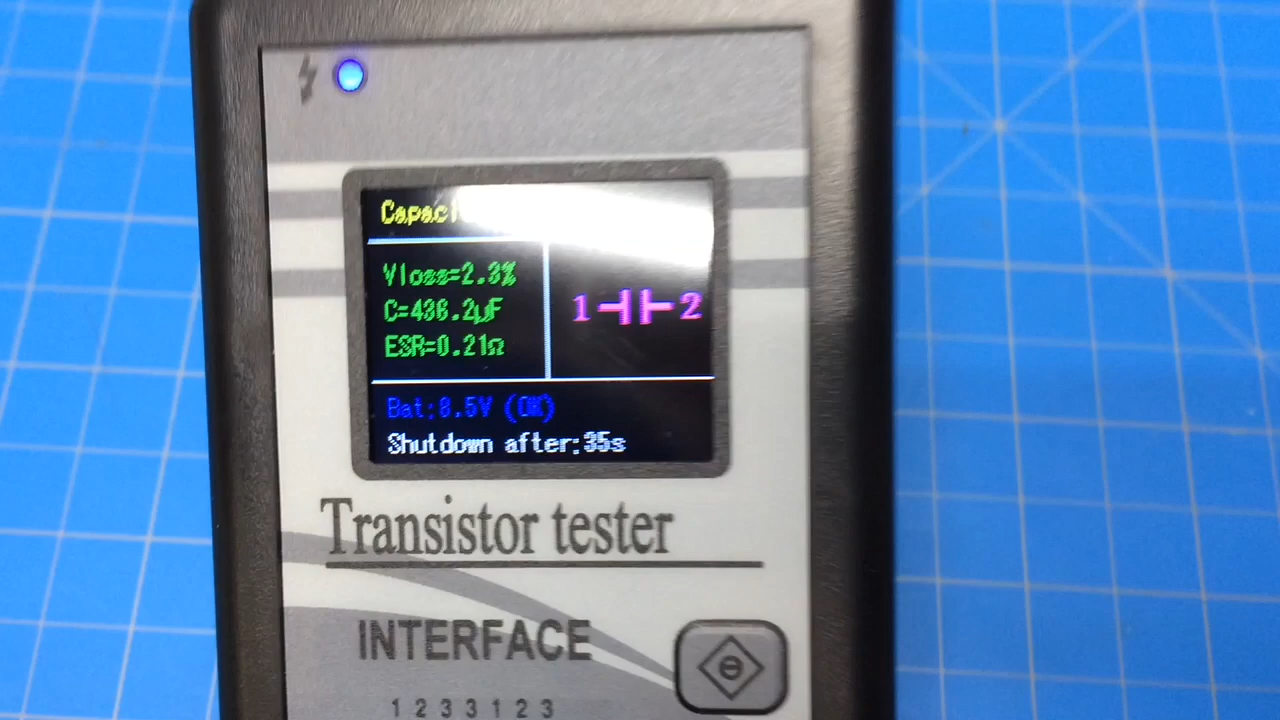 Vloss=2.3%
C=436.2µF
1 2
ESR=0.21Ω
Bat:8.5V (OK)
Shutdown after:35s
Transistor tester
INTERFACE
1 2 3 3 1 2 3